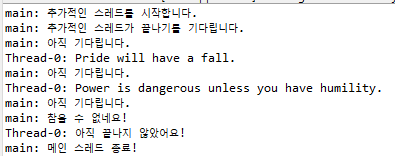 main: 추가적인 스레드를 시작합니다.
main: 추가적인 스레드가 끝나기를 기다립니다.
main: 아직 기다립니다.
Thread-0: Pride will have a fall.
main: 아직 기다립니다.
Thread-0: Power is dangerous unless you have humility.
main: 아직 기다립니다.
main: 참을 수 없네요!
Thread-0: 아직 끝나지 않았어요!
main: 메인 스레드 종료!